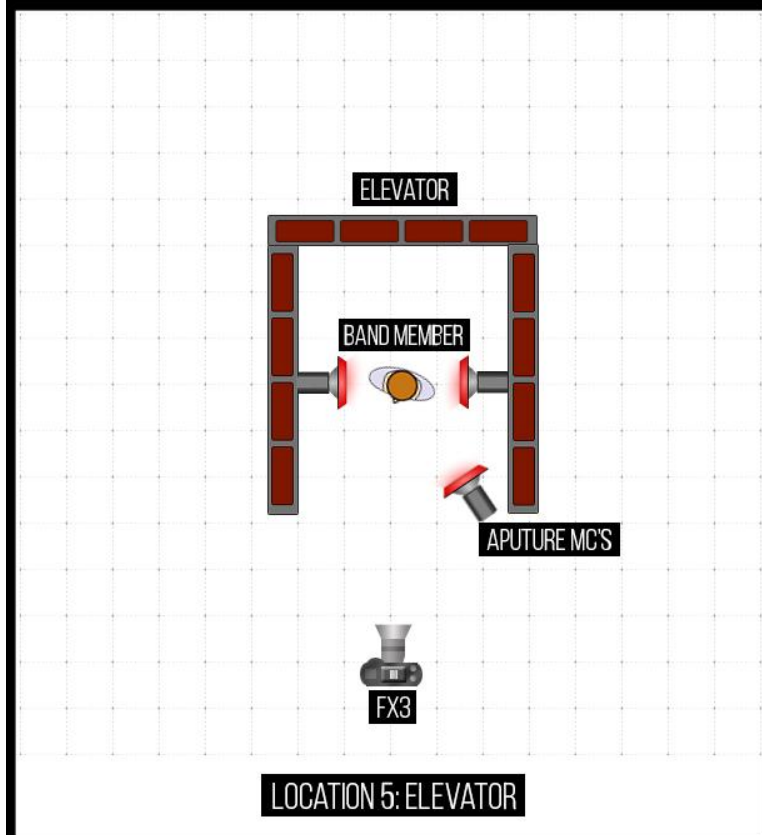 ELEVATOR
BAND MEMBER
APUTURE MC'S
FX3
LOCATION 5: ELEVATOR